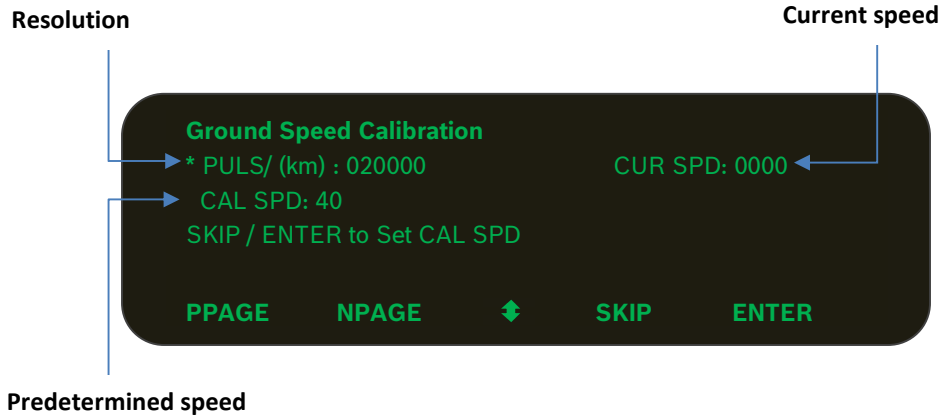 Resolution
Current speed
Ground Speed Calibration
* PULS/ (km) : 020000 CUR SPD: 0000
CAL SPD: 40
SKIP / ENTER to Set CAL SPD
PPAGE NPAGE SKIP ENTER
Predetermined speed